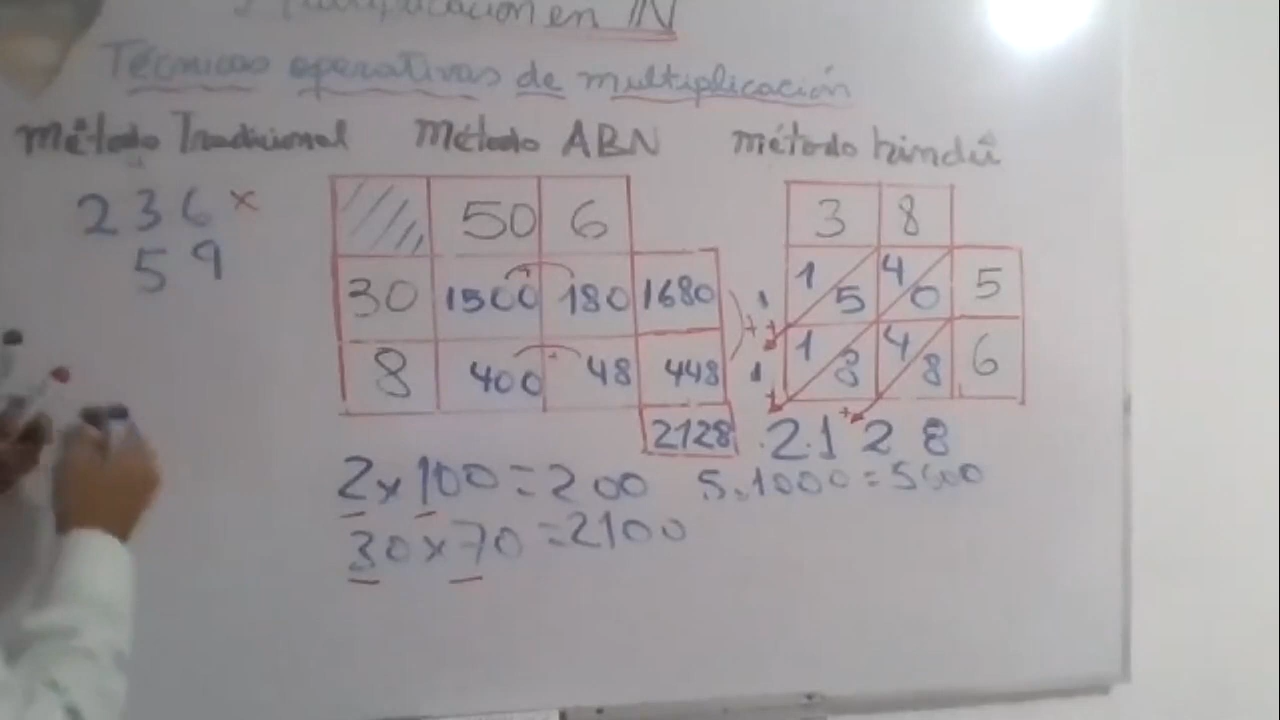 Multiplicación en IN
Técnicas operativas de multiplicación
método Tradicional
236 ×
59
Método ABN
50 6
30 1500 180 1680
8 400 48 448
2128
2×100=200
30×70=2100
método hindú
3 8
1 5 4 0 5
1 8 4 8 6
2 1 2 8
5.1000=5000